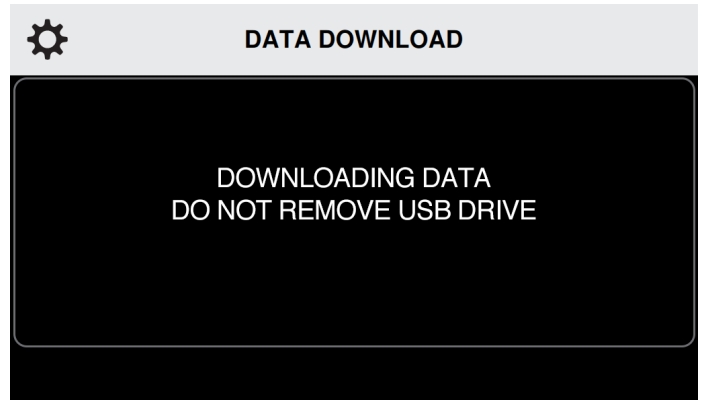 DATA DOWNLOAD
DOWNLOADING DATA
DO NOT REMOVE USB DRIVE